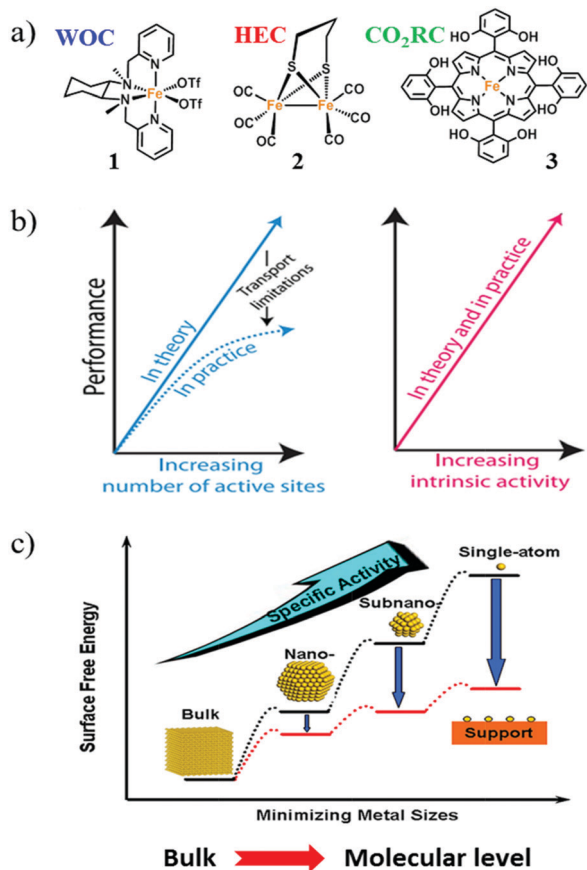 a)
WOC
HEC
CO₂RC
N
N
N
N
Fe
OTf
OTf
1
S
S
Fe
Fe
OC
OC
CO
CO
CO
CO
2
OH
HO
OH
HO
OH
HO
OH
HO
N
N
N
N
Fe
3
b)
Performance
In theory
In practice
Transport
limitations
Increasing
number of active sites
In theory and in practice
Increasing
intrinsic activity
c)
Surface Free Energy
Specific Activity
Bulk
Nano-
Subnano-
Single-atom
Support
Minimizing Metal Sizes
Bulk
Molecular level